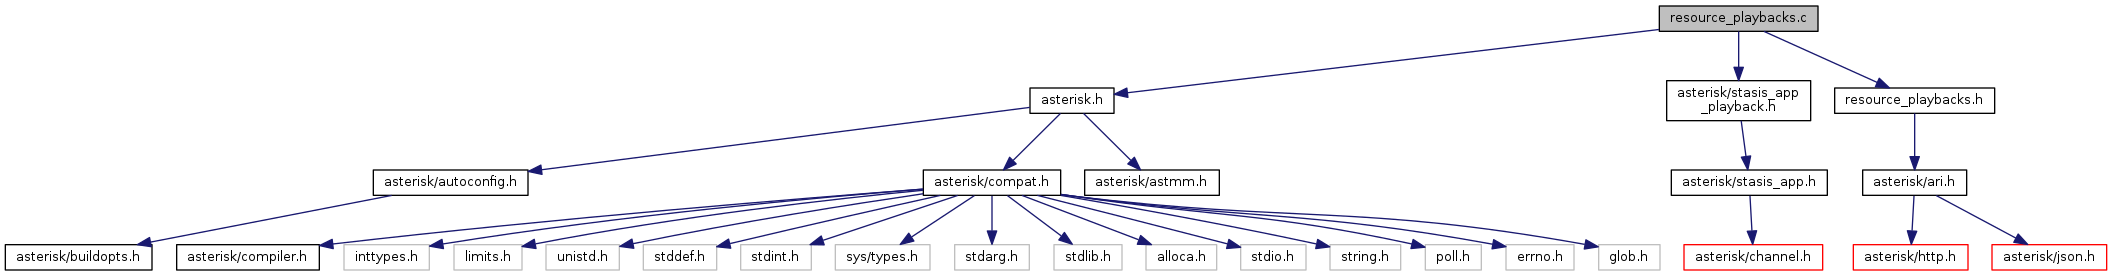 resource_playbacks.c
asterisk.h
asterisk/stasis_app
_playback.h
resource_playbacks.h
asterisk/autoconfig.h
asterisk/compat.h
asterisk/astmm.h
asterisk/stasis_app.h
asterisk/ari.h
asterisk/buildopts.h
asterisk/compiler.h
inttypes.h
limits.h
unistd.h
stddef.h
stdint.h
sys/types.h
stdarg.h
stdlib.h
alloca.h
stdio.h
string.h
poll.h
errno.h
glob.h
asterisk/channel.h
asterisk/http.h
asterisk/json.h